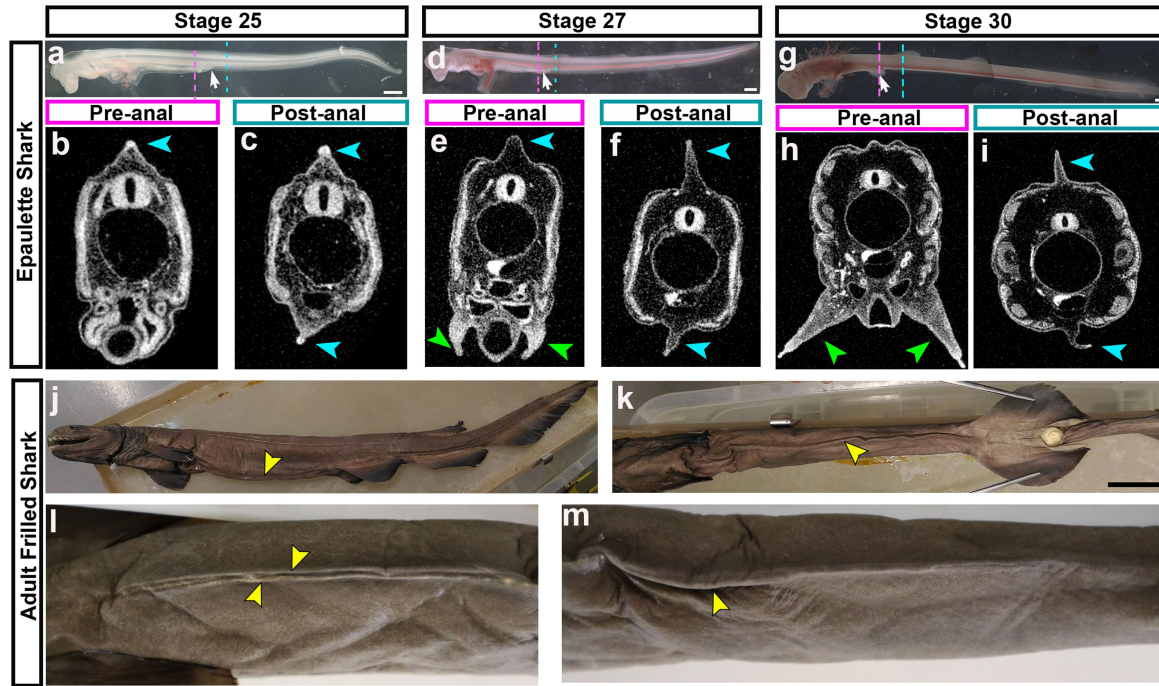 Stage 25
Stage 27
Stage 30
Epaulette Shark
a
d
g
Pre-anal
Post-anal
Pre-anal
Post-anal
Pre-anal
Post-anal
b
c
e
f
h
i
Adult Frilled Shark
j
k
l
m